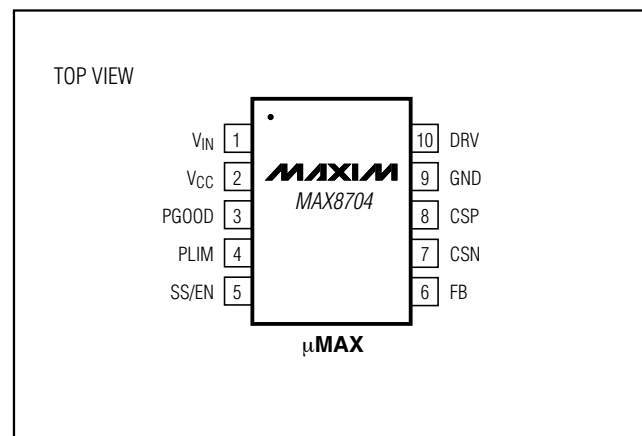 TOP VIEW
VIN 1
VCC 2
PGOOD 3
PLIM 4
SS/EN 5
MAXIM
MAX8704
10 DRV
9 GND
8 CSP
7 CSN
6 FB
μMAX